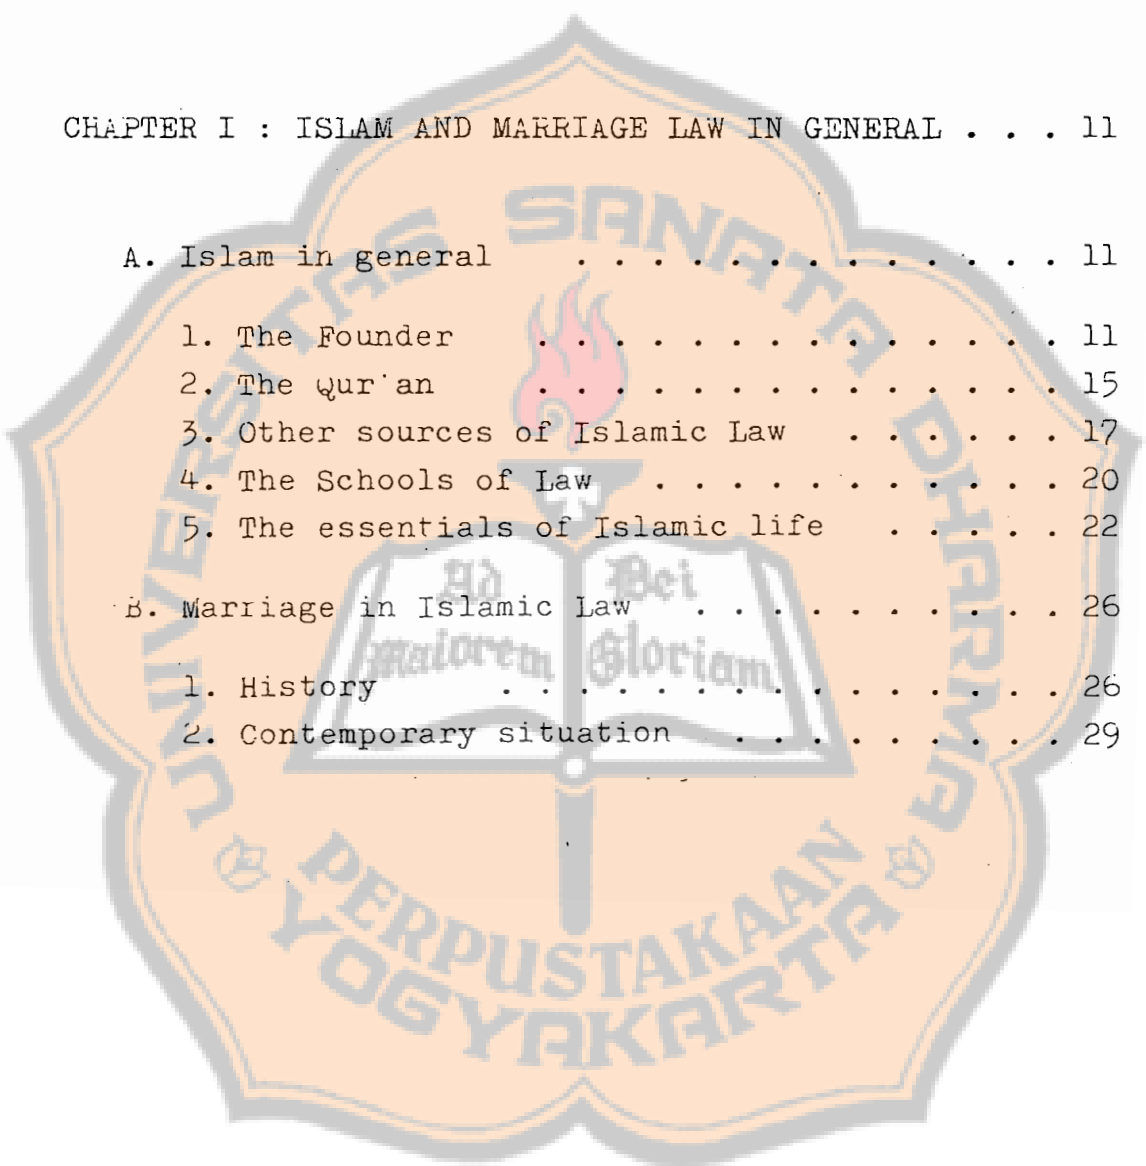 CHAPTER I : ISLAM AND MARRIAGE LAW IN GENERAL . . . 11
A. Islam in general . . . . . . . . . . . . . . 11
1. The Founder . . . . . . . . . . . . . . . . 11
2. The Qur'an . . . . . . . . . . . . . . . . 15
3. Other sources of Islamic Law . . . . . . 17
4. The Schools of Law . . . . . . . . . . . 20
5. The essentials of Islamic life . . . . . 22
B. Marriage in Islamic Law . . . . . . . . . . 26
1. History . . . . . . . . . . . . . . . . . 26
2. Contemporary situation . . . . . . . . . 29
UNIVERSITAS SANATA DHARMA
Ad Dei
maiorem Gloriam
PERPUSTAKAAN
YOGYAKARTA